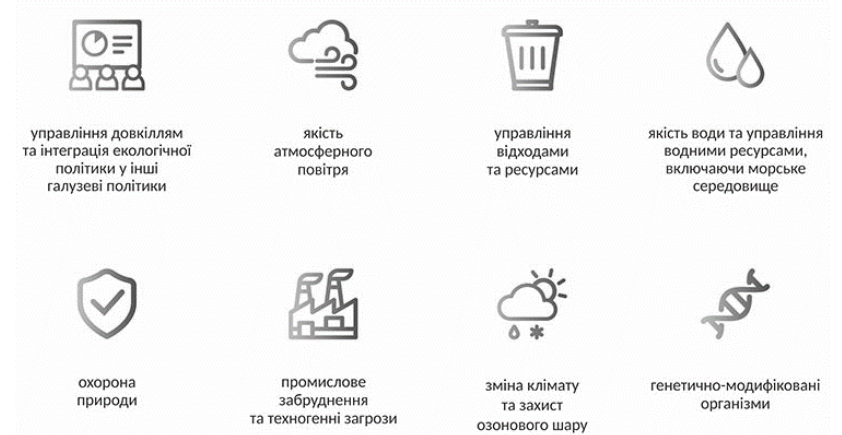 управління довкіллям
та інтеграція екологічної
політики у інші
галузеві політики
якість
атмосферного
повітря
управління
відходами
та ресурсами
якість води та управління
водними ресурсами,
включаючи морське
середовище
охорона
природи
промислове
забруднення
та техногенні загрози
зміна клімату
та захист
озонового шару
генетично-модифіковані
організми